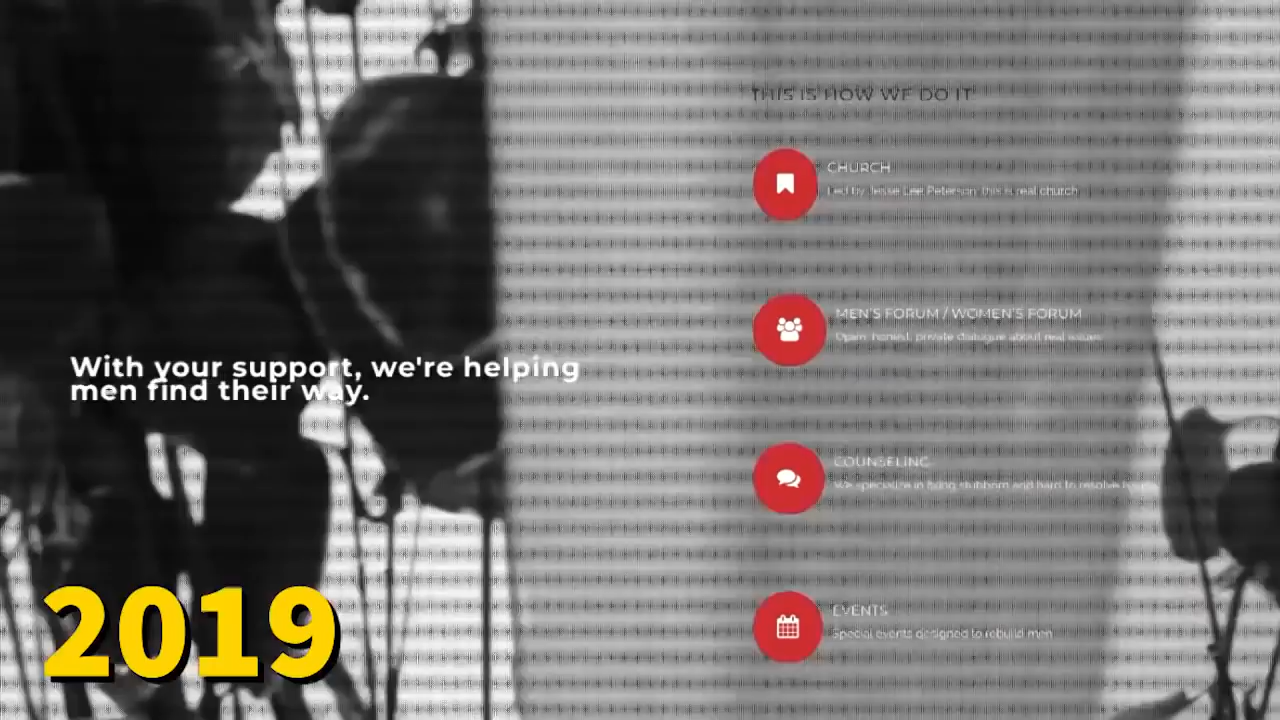 THIS IS HOW WE DO IT
CHURCH
Led by Jesse Lee Peterson, this is real church
MEN'S FORUM / WOMEN'S FORUM
Open, honest, private dialogue about real issues
With your support, we're helping
men find their way.
COUNSELING
We specialize in fixing stubborn and hard to resolve
EVENTS
Special events designed to rebuild men
2019